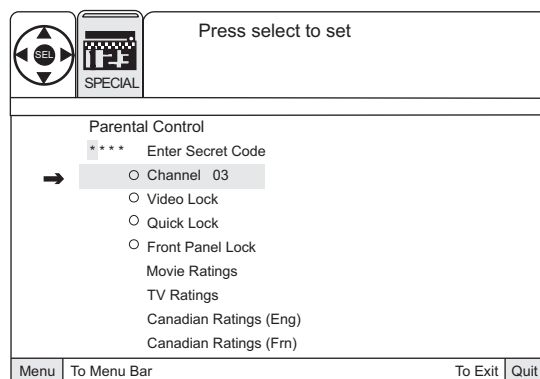 Press select to set
SEL
SPECIAL
Parental Control
* * * * Enter Secret Code
Channel 03
Video Lock
Quick Lock
Front Panel Lock
Movie Ratings
TV Ratings
Canadian Ratings (Eng)
Canadian Ratings (Frn)
Menu To Menu Bar To Exit Quit